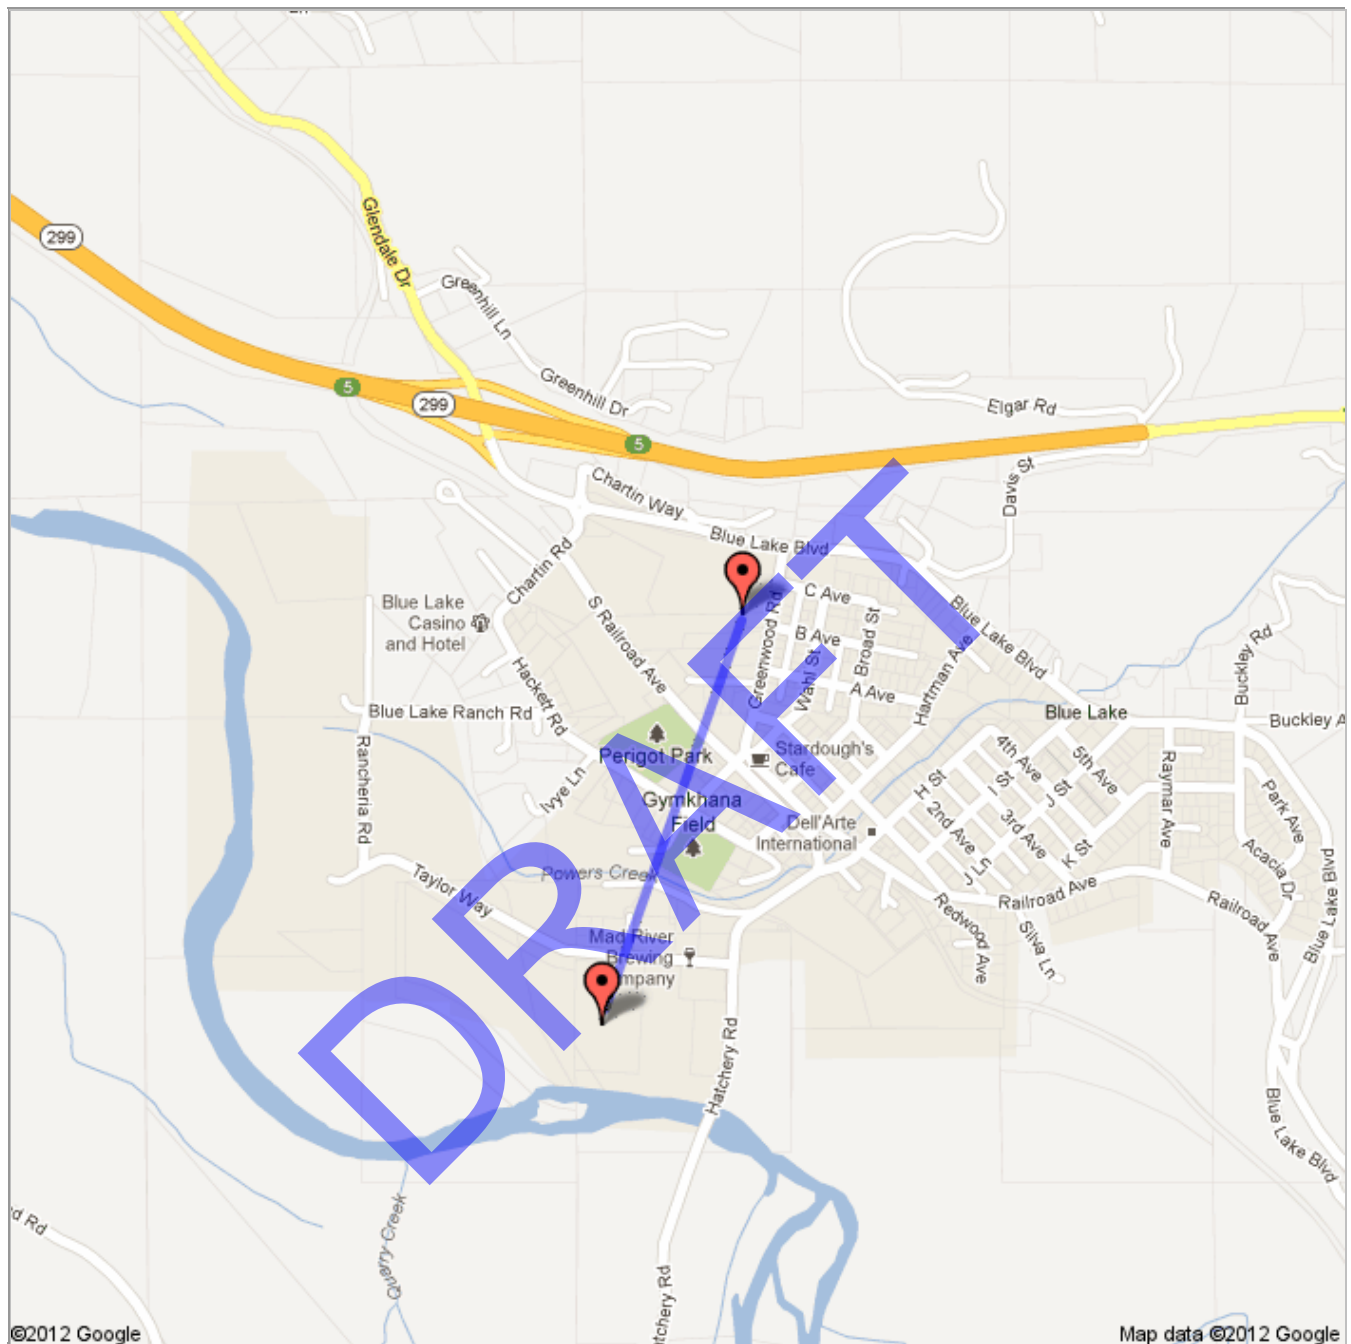 Ln
Glendale Dr
299
Greenhill Ln
Greenhill Dr
5
299
5
Elgar Rd
Davis St
Chartin Way
Blue Lake Blvd
Chartin Rd
Blue Lake
Casino
and Hotel
S Railroad Ave
C Ave
B Ave
A Ave
Greenwood Rd
Wahl St
Broad St
Hartman Ave
Blue Lake Blvd
Buckley Rd
Hackett Rd
Blue Lake Ranch Rd
Blue Lake
Buckley A
Rancheria Rd
Perigot Park
Stardough's
Cafe
Ivye Ln
Gymkhana
Field
Dell'Arte
International
H St
I St
J St
K St
4th Ave
5th Ave
2nd Ave
3rd Ave
J Ln
Raymar Ave
Park Ave
Acacia Dr
Blue Lake Blvd
Powers Creek
Taylor Way
Railroad Ave
Railroad Ave
Redwood Ave
Silva Ln
Mad River
Brewing
mpany
Hatchery Rd
Blue Lake Blvd
Quarry Creek
d Rd
tchery Rd
DRAFT
©2012 Google
Map data ©2012 Google